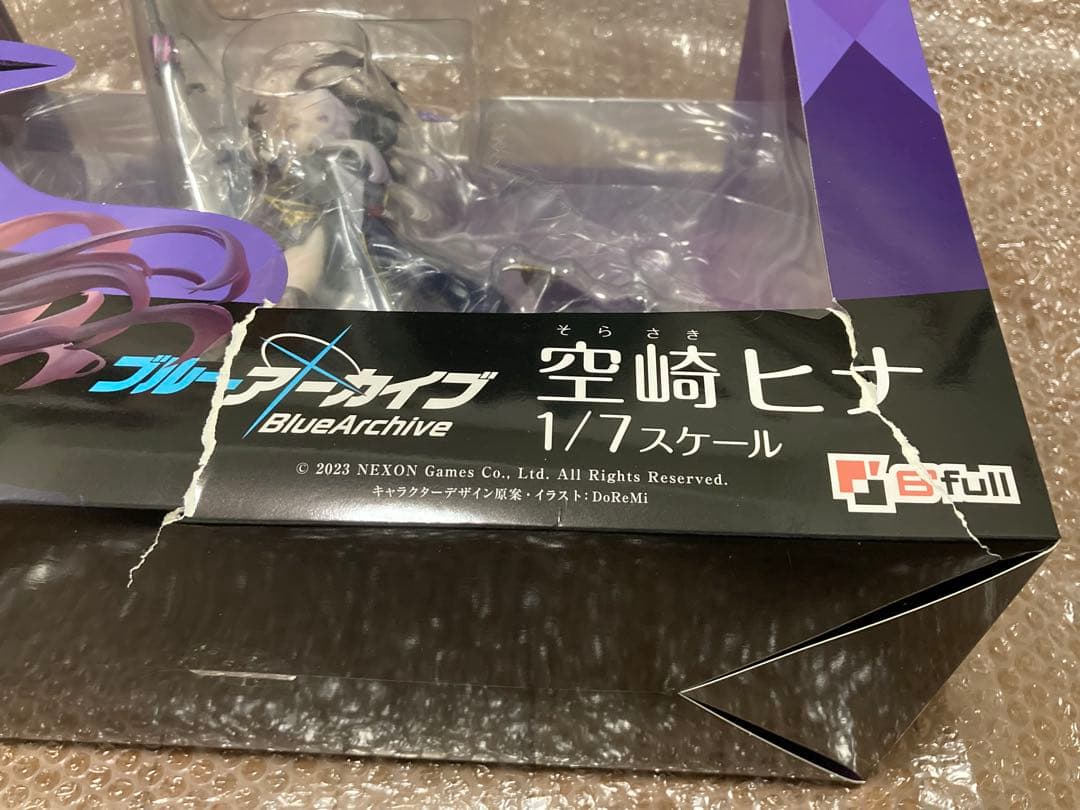 ブルーアーカイブ
BlueArchive
そらさき
空崎ヒナ
1/7スケール
© 2023 NEXON Games Co., Ltd. All Rights Reserved.
キャラクターデザイン原案・イラスト:DoReMi
B'full